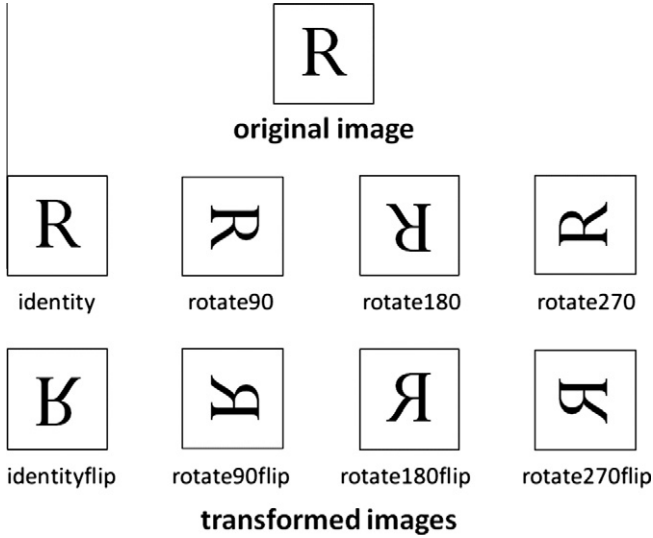 R
original image
R R R R
identity rotate90 rotate180 rotate270
R R R R
identityflip rotate90flip rotate180flip rotate270flip
transformed images